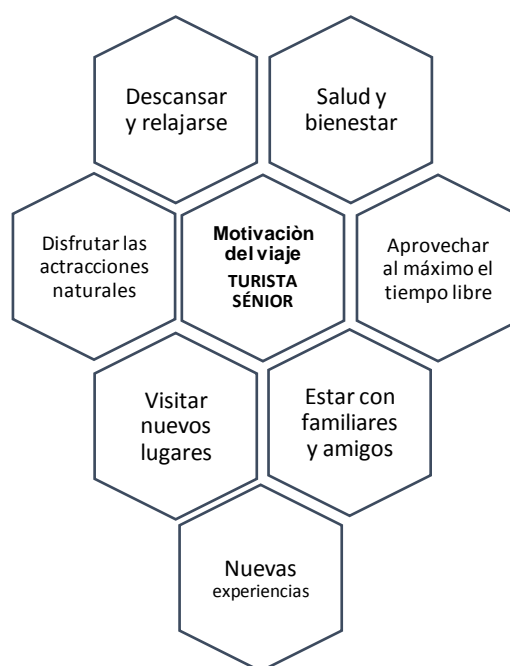 Descansar
y relajarse
Salud y
bienestar
Disfrutar las
actracciones
naturales
Motivaciòn
del viaje
TURISTA
SÉNIOR
Aprovechar
al máximo el
tiempo libre
Visitar
nuevos
lugares
Estar con
familiares
y amigos
Nuevas
experiencias